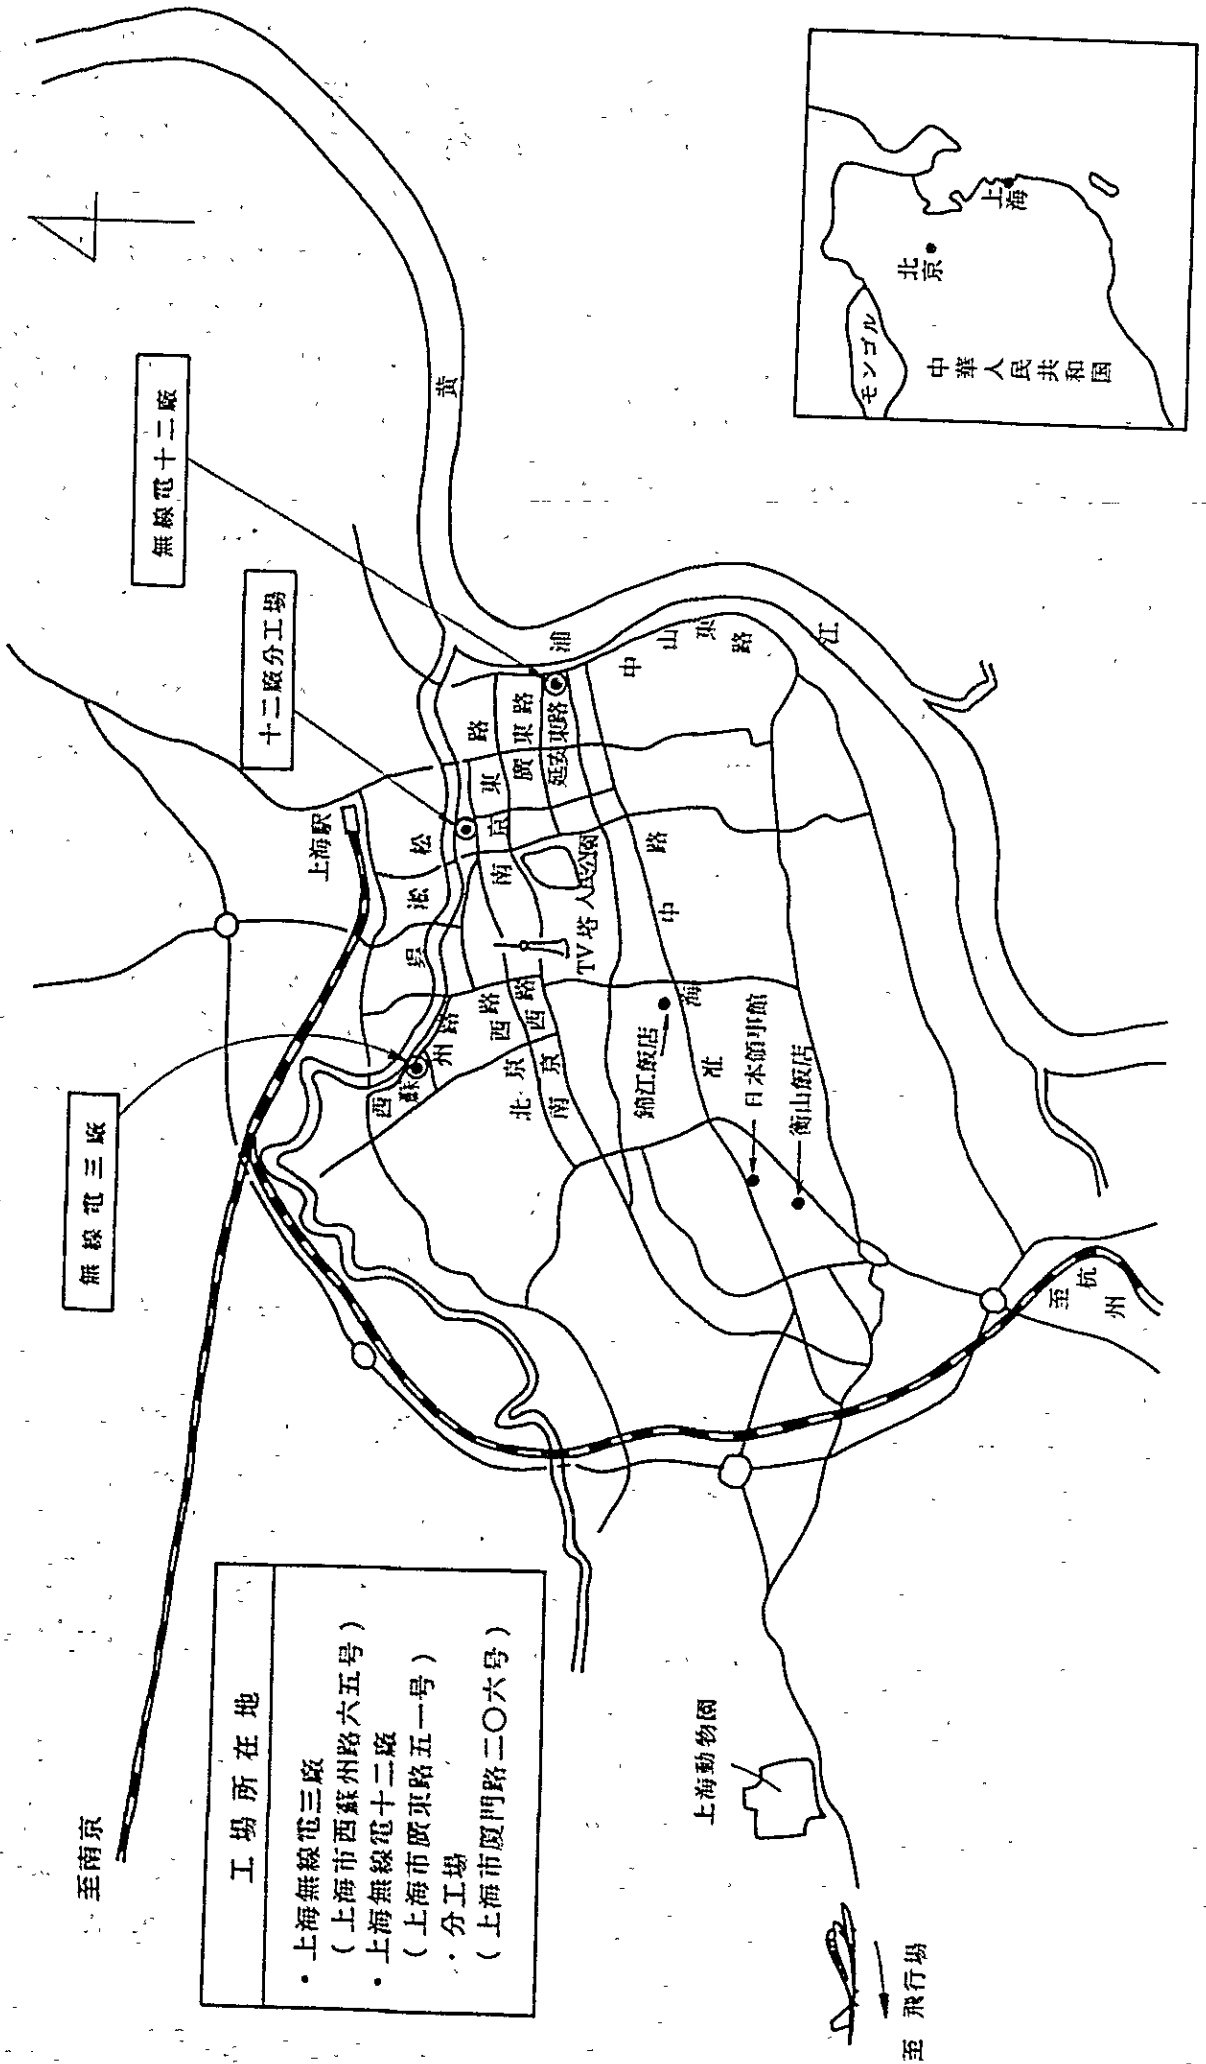 無線電十二廠
十二廠分工場
無線電三廠
上海駅
黄
浦
江
呉
淞
松
西
蘇
州
路
北京西路
南京西路
南京東路
廣東路
延安東路
中山東路
人民公園
TV塔
淮
海
中
路
錦江飯店
日本領事館
衡山飯店
至杭州
至南京
上海動物園
至 飛行場
工場所在地
・上海無線電三廠
(上海市西蘇州路六五号)
・上海無線電十二廠
(上海市廣東路五一号)
・分工場
(上海市厦門路二〇六号)
モンゴル
北京
上海
中華人民共和国